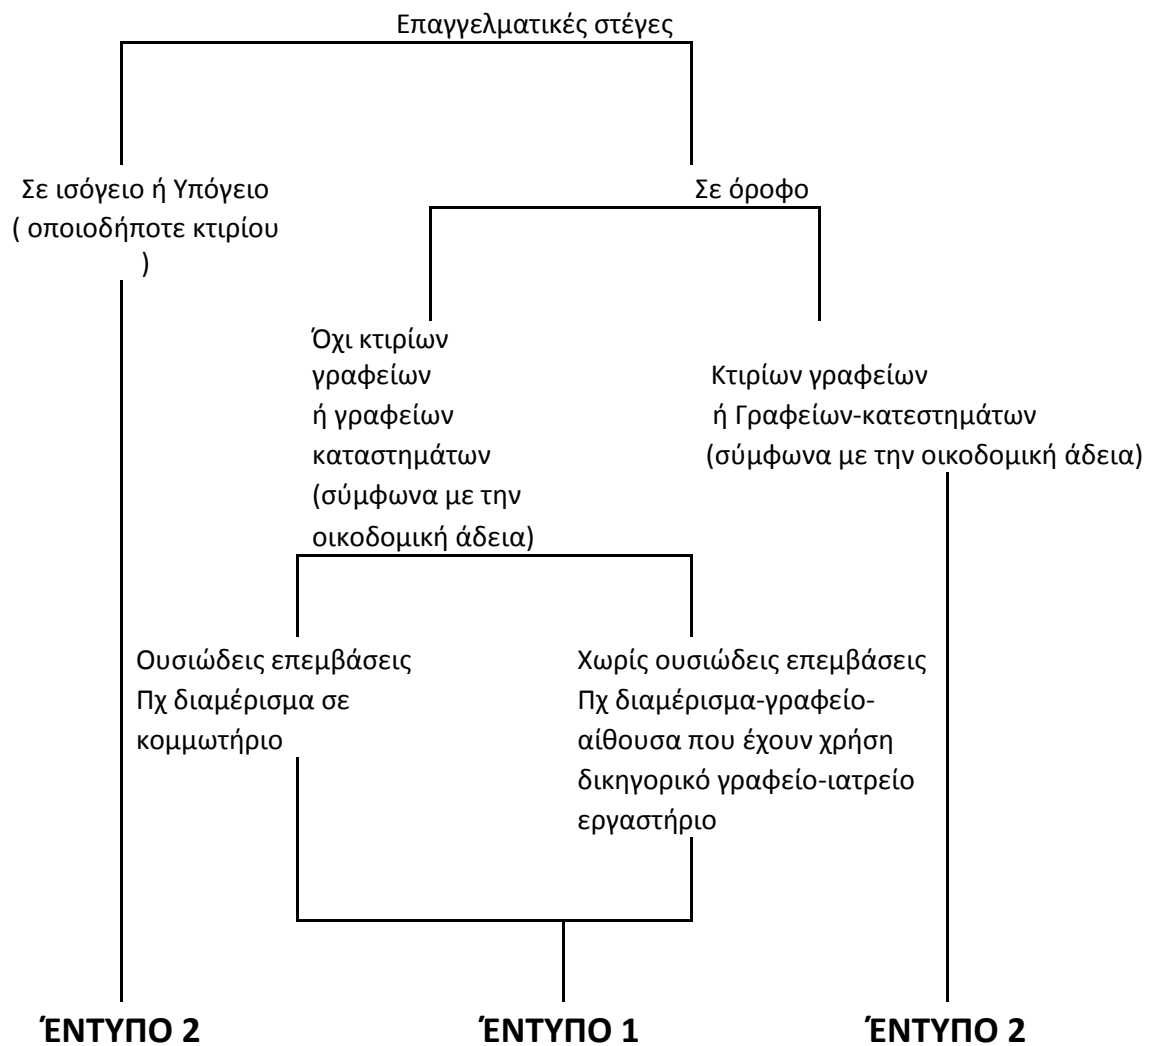 Επαγγελματικές στέγες
Σε ισόγειο ή Υπόγειο
( οποιοδήποτε κτιρίου
)
Σε όροφο
Όχι κτιρίων
γραφείων
ή γραφείων
καταστημάτων
(σύμφωνα με την
οικοδομική άδεια)
Κτιρίων γραφείων
ή Γραφείων-κατεστημάτων
(σύμφωνα με την οικοδομική άδεια)
Ουσιώδεις επεμβάσεις
Πχ διαμέρισμα σε
κομμωτήριο
Χωρίς ουσιώδεις επεμβάσεις
Πχ διαμέρισμα-γραφείο-
αίθουσα που έχουν χρήση
δικηγορικό γραφείο-ιατρείο
εργαστήριο
ΈΝΤΥΠΟ 2
ΈΝΤΥΠΟ 1
ΈΝΤΥΠΟ 2